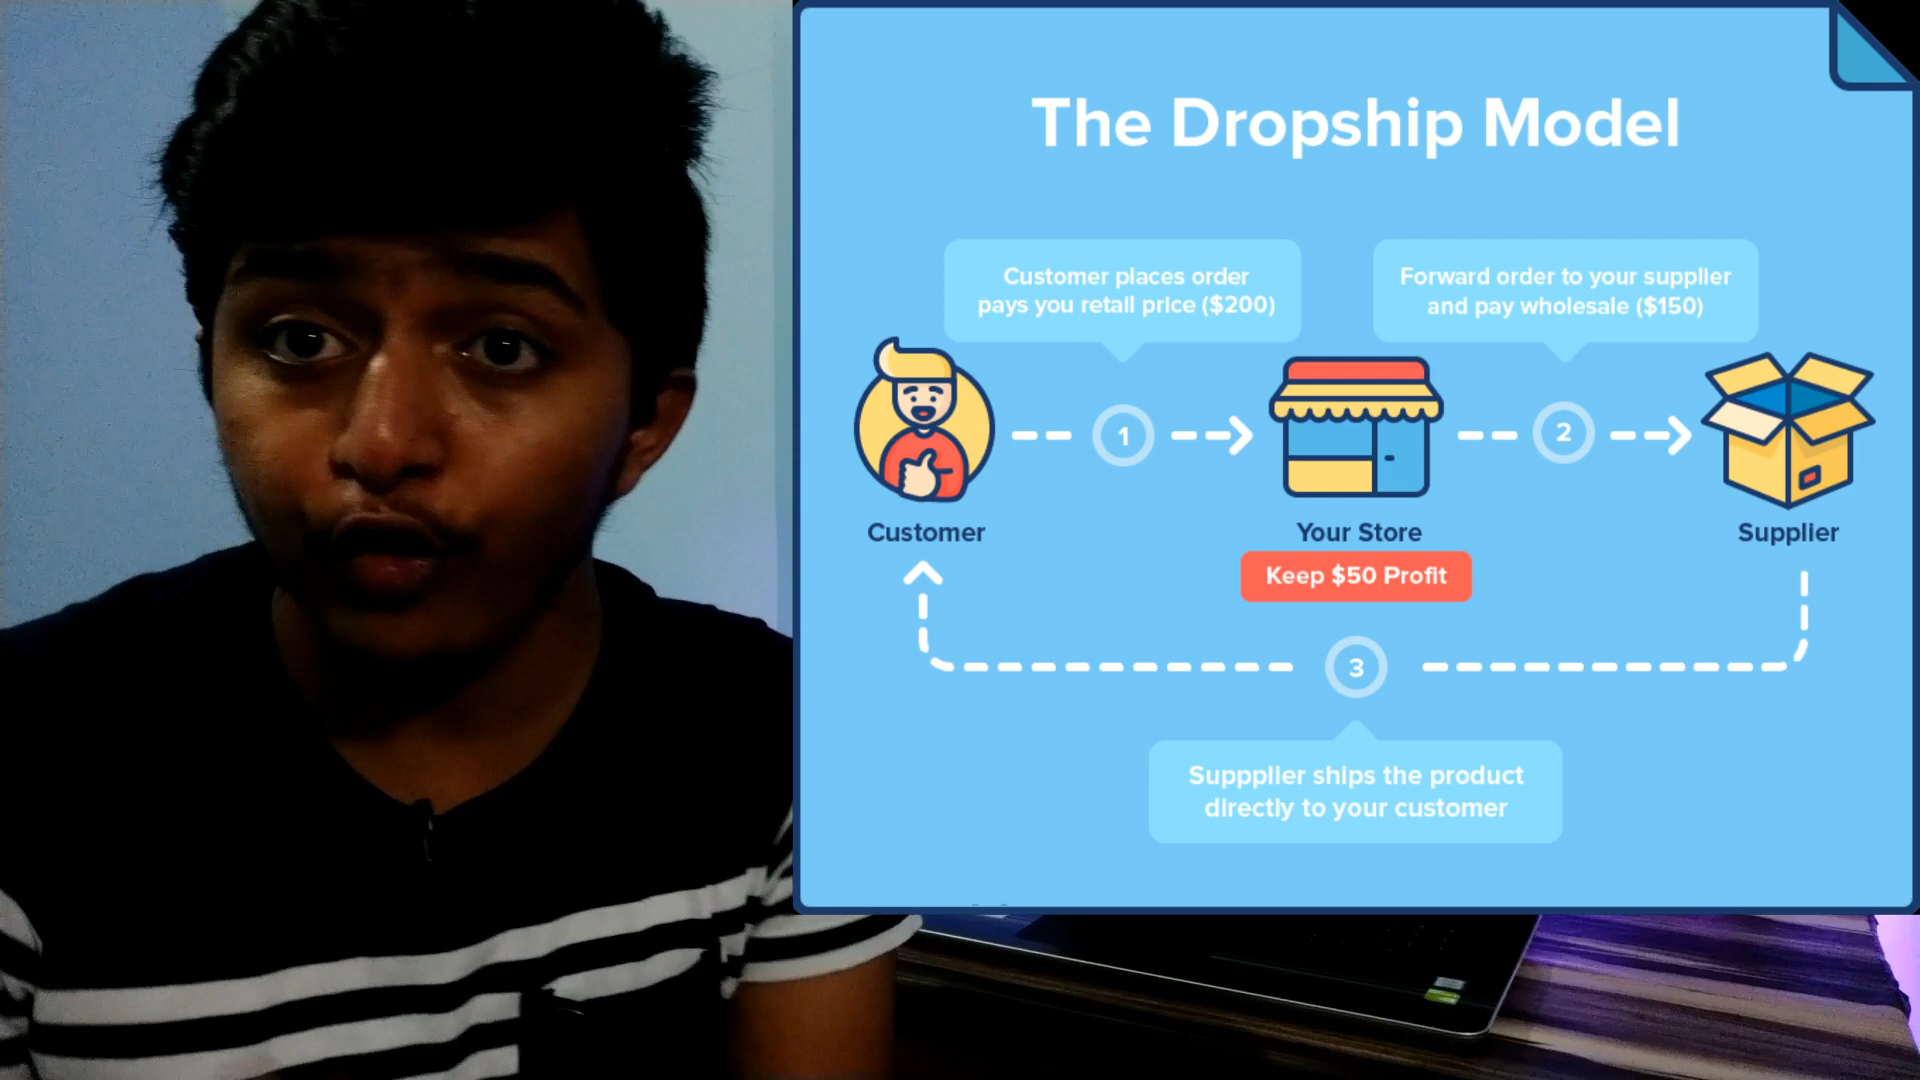 The Dropship Model
Customer places order
pays you retail price ($200)
Forward order to your supplier
and pay wholesale ($150)
1
2
Customer
Your Store
Supplier
Keep $50 Profit
3
Suppplier ships the product
directly to your customer